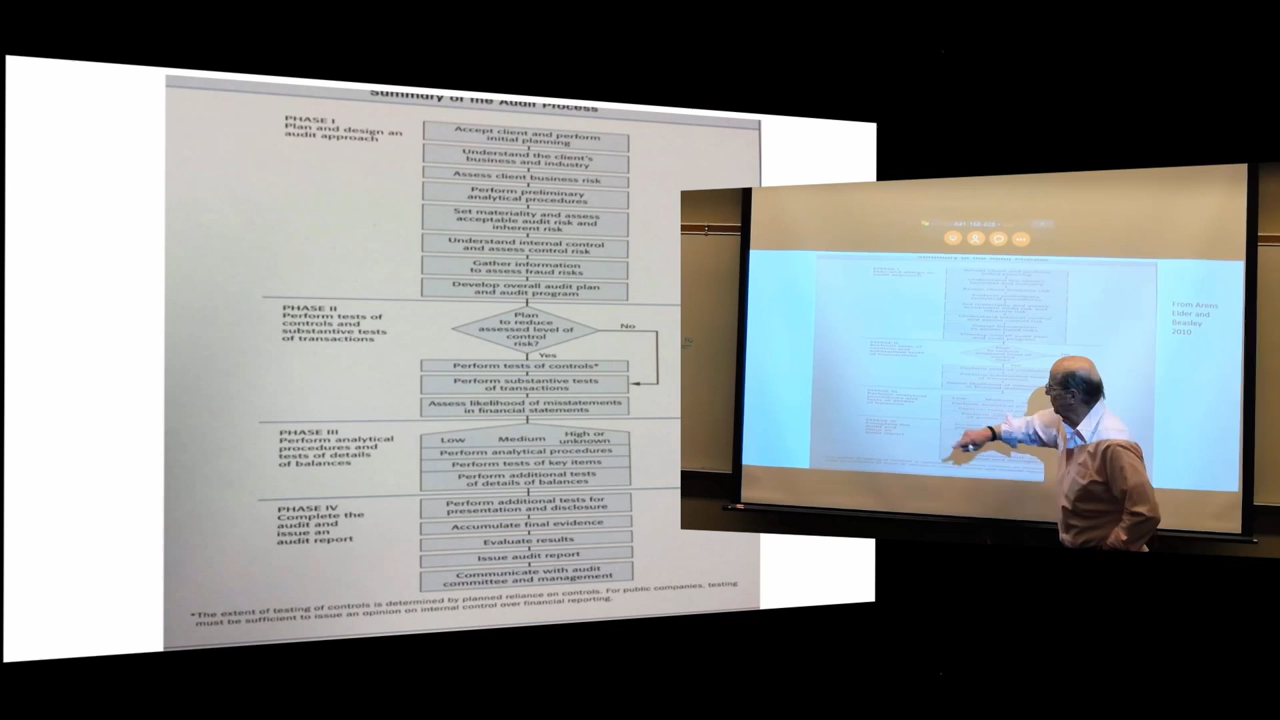 Summary of the Audit Process
PHASE I
Plan and design an
audit approach
Accept client and perform
initial planning
Understand the client's
business and industry
Assess client business risk
Perform preliminary
analytical procedures
Set materiality and assess
acceptable audit risk and
inherent risk
Understand internal control
and assess control risk
Gather information
to assess fraud risks
Develop overall audit plan
and audit program
PHASE II
Perform tests of
controls and
substantive tests
of transactions
Plan
to reduce
assessed level of
control
risk?
No
Yes
Perform tests of controls*
Perform substantive tests
of transactions
Assess likelihood of misstatements
in financial statements
PHASE III
Perform analytical
procedures and
tests of details
of balances
Low Medium High or
unknown
Perform analytical procedures
Perform tests of key items
Perform additional tests
of details of balances
PHASE IV
Complete the
audit and
issue an
audit report
Perform additional tests for
presentation and disclosure
Accumulate final evidence
Evaluate results
Issue audit report
Communicate with audit
committee and management
*The extent of testing of controls is determined by planned reliance on controls. For public companies, testing
must be sufficient to issue an opinion on internal control over financial reporting.
From Arens
Elder and
Beasley
2010